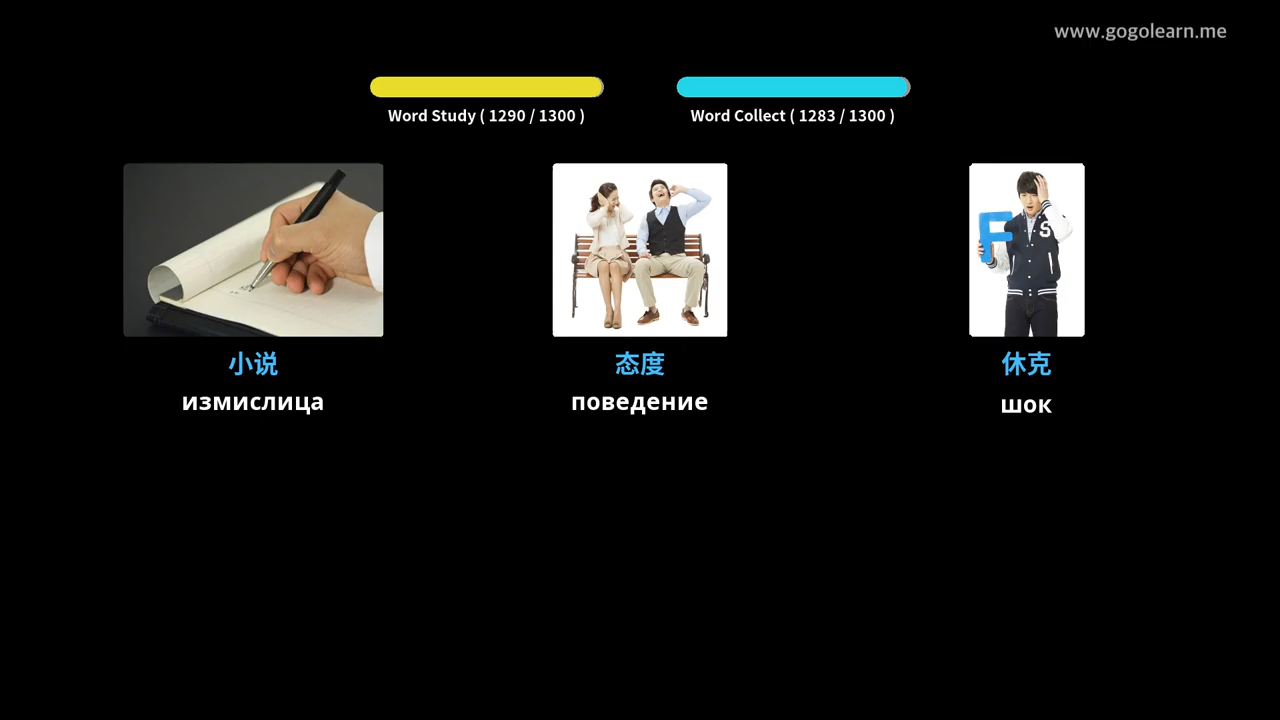 www.gogolearn.me
Word Study ( 1290 / 1300 )
Word Collect ( 1283 / 1300 )
F
S
小说
态度
休克
измислица
поведение
шок